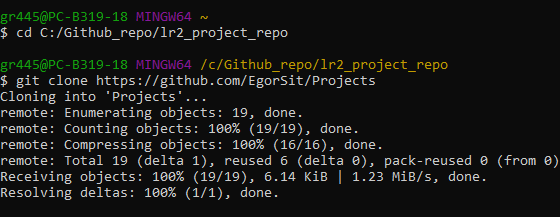 gr445@PC-B319-18 MINGW64 ~
$ cd C:/Github_repo/lr2_project_repo
gr445@PC-B319-18 MINGW64 /c/Github_repo/lr2_project_repo
$ git clone https://github.com/EgorSit/Projects
Cloning into 'Projects'...
remote: Enumerating objects: 19, done.
remote: Counting objects: 100% (19/19), done.
remote: Compressing objects: 100% (16/16), done.
remote: Total 19 (delta 1), reused 6 (delta 0), pack-reused 0 (from 0)
Receiving objects: 100% (19/19), 6.14 KiB | 1.23 MiB/s, done.
Resolving deltas: 100% (1/1), done.